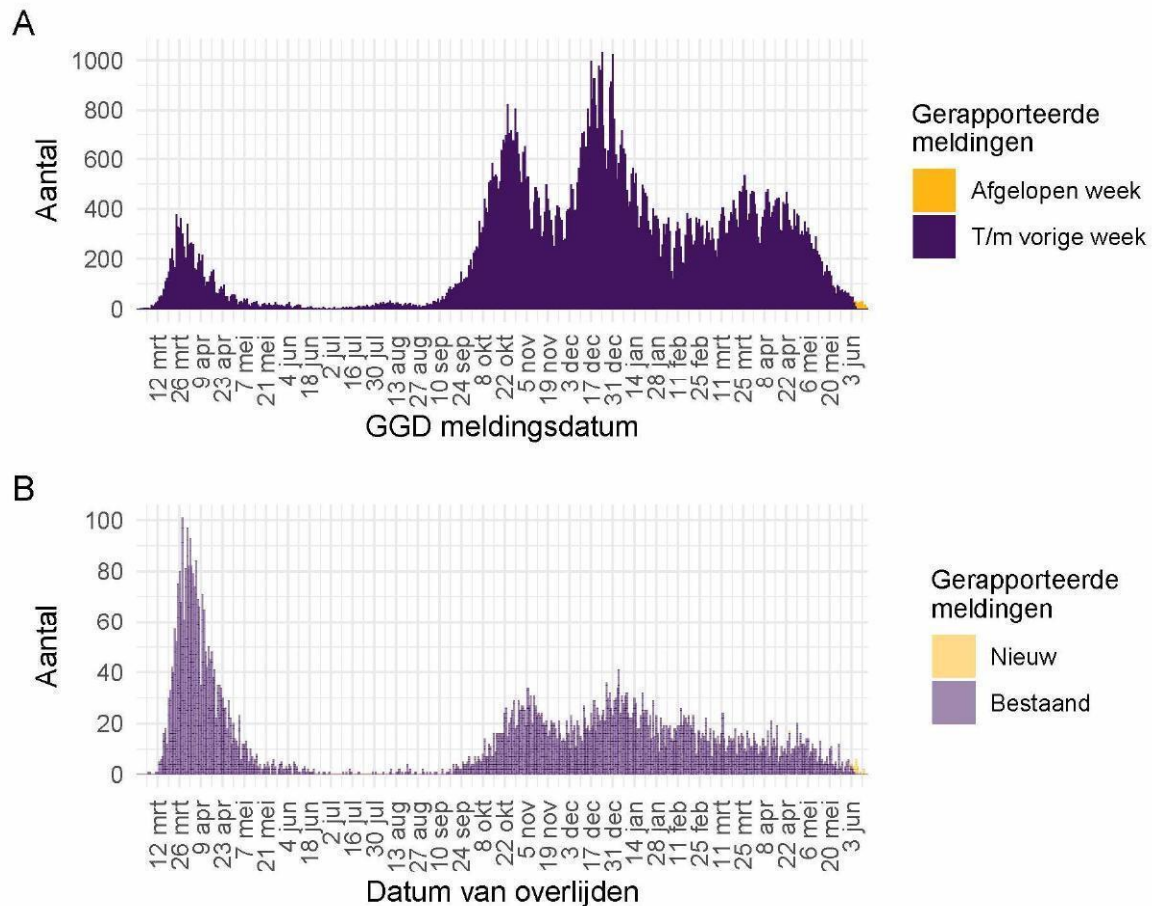 A
1000
800
600
400
200
0
Aantal
12 mrt
26 mrt
9 apr
23 apr
7 mei
21 mei
4 jun
18 jun
2 jul
16 jul
30 jul
13 aug
27 aug
10 sep
24 sep
8 okt
22 okt
5 nov
19 nov
3 dec
17 dec
31 dec
14 jan
28 jan
11 feb
25 feb
11 mrt
25 mrt
8 apr
22 apr
6 mei
20 mei
3 jun
GGD meldingsdatum
Gerapporteerde
meldingen
Afgelopen week
T/m vorige week
B
100
80
60
40
20
0
Aantal
12 mrt
26 mrt
9 apr
23 apr
7 mei
21 mei
4 jun
18 jun
2 jul
16 jul
30 jul
13 aug
27 aug
10 sep
24 sep
8 okt
22 okt
5 nov
19 nov
3 dec
17 dec
31 dec
14 jan
28 jan
11 feb
25 feb
11 mrt
25 mrt
8 apr
22 apr
6 mei
20 mei
3 jun
Datum van overlijden
Gerapporteerde
meldingen
Nieuw
Bestaand